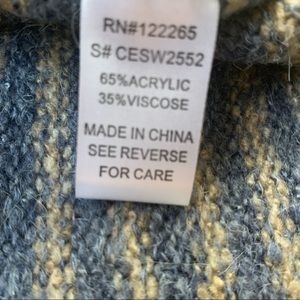 RN#122265
S# CESW2552
65%ACRYLIC
35%VISCOSE
MADE IN CHINA
SEE REVERSE
FOR CARE